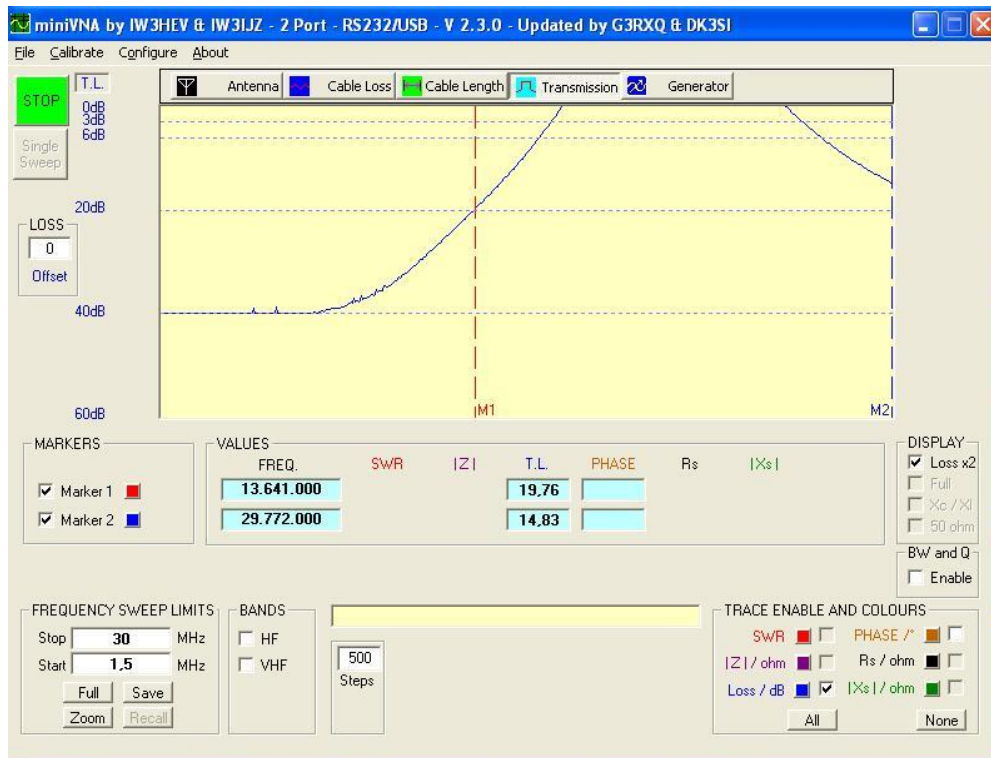 miniVNA by IW3HEV & IW3IJZ - 2 Port - RS232/USB - V 2.3.0 - Updated by G3RXQ & DK3SI
File Calibrate Configure About
STOP
Single
Sweep
T.L.
Antenna Cable Loss Cable Length Transmission Generator
0dB
3dB
6dB
20dB
40dB
60dB
LOSS
0
Offset
M1
M2
MARKERS
Marker 1
Marker 2
VALUES
FREQ. SWR |Z| T.L. PHASE Rs |Xs|
13.641.000 19,76
29.772.000 14,83
DISPLAY
Loss x2
Full
Xc / Xl
50 ohm
BW and Q
Enable
FREQUENCY SWEEP LIMITS
Stop 30 MHz
Start 1,5 MHz
Full Save
Zoom Recall
BANDS
HF
VHF
500
Steps
TRACE ENABLE AND COLOURS
SWR PHASE /°
|Z| / ohm Rs / ohm
Loss / dB |Xs| / ohm
All None